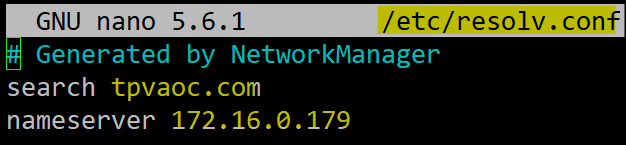 GNU nano 5.6.1 /etc/resolv.conf
# Generated by NetworkManager
search tpvaoc.com
nameserver 172.16.0.179